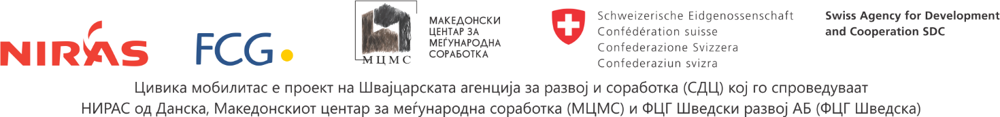 NIRAS
FCG
МЦМС
МАКЕДОНСКИ
ЦЕНТАР ЗА
МЕЃУНАРОДНА
СОРАБОТКА
Schweizerische Eidgenossenschaft
Confédération suisse
Confederazione Svizzera
Confederaziun svizra
Swiss Agency for Development
and Cooperation SDC
Цивика мобилитас е проект на Швајцарската агенција за развој и соработка (СДЦ) кој го спроведуваат
НИРАС од Данска, Македонскиот центар за меѓународна соработка (МЦМС) и ФЦГ Шведски развој АБ (ФЦГ Шведска)